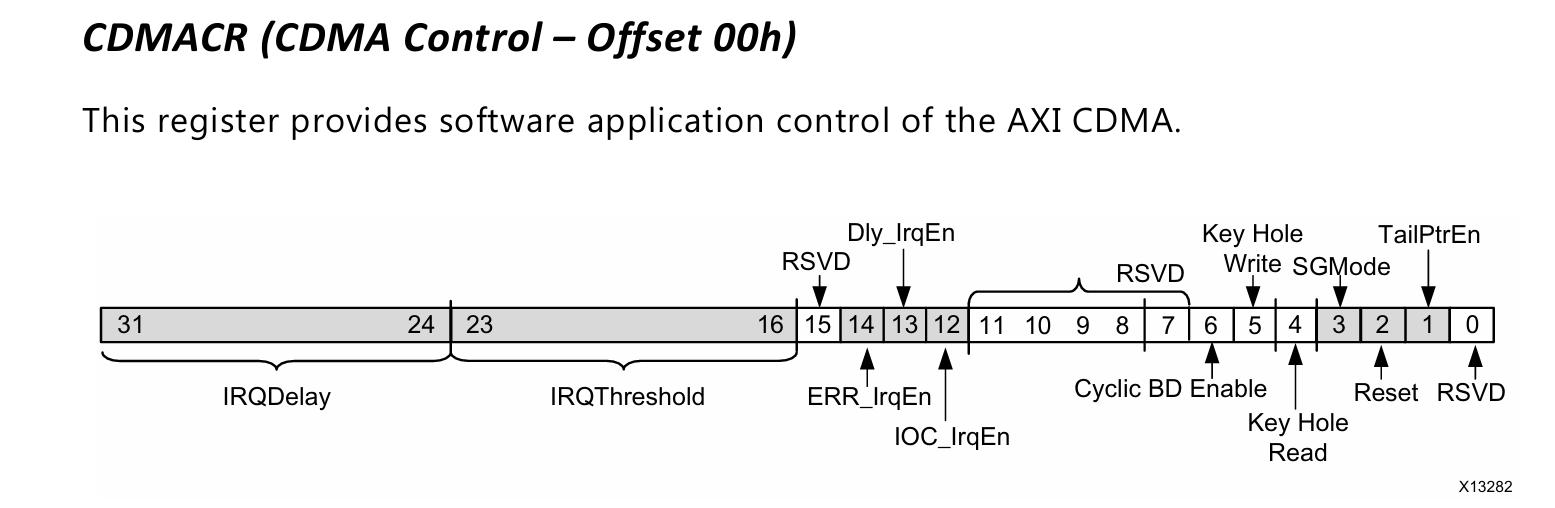 CDMACR (CDMA Control – Offset 00h)
This register provides software application control of the AXI CDMA.
Dly_IrqEn
Key Hole
TailPtrEn
RSVD
RSVD
Write
SGMode
31 24 23 16 15 14 13 12 11 10 9 8 7 6 5 4 3 2 1 0
IRQDelay
IRQThreshold
ERR_IrqEn
Cyclic BD Enable
Reset
RSVD
IOC_IrqEn
Key Hole
Read
X13282